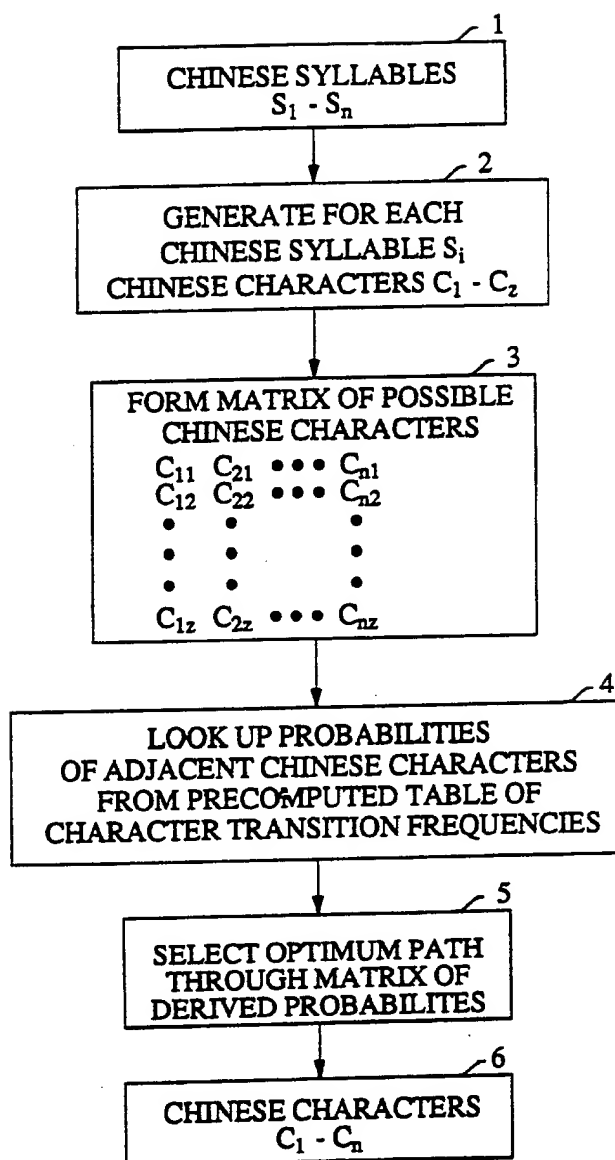 1
CHINESE SYLLABLES
S₁ - Sₙ
2
GENERATE FOR EACH
CHINESE SYLLABLE Sᵢ
CHINESE CHARACTERS C₁ - C_z
3
FORM MATRIX OF POSSIBLE
CHINESE CHARACTERS
C₁₁ C₂₁ ••• Cₙ₁
C₁₂ C₂₂ ••• Cₙ₂
• • •
• • •
• • •
C₁z C₂z ••• Cₙz
4
LOOK UP PROBABILITIES
OF ADJACENT CHINESE CHARACTERS
FROM PRECOMPUTED TABLE OF
CHARACTER TRANSITION FREQUENCIES
5
SELECT OPTIMUM PATH
THROUGH MATRIX OF
DERIVED PROBABILITES
6
CHINESE CHARACTERS
C₁ - Cₙ